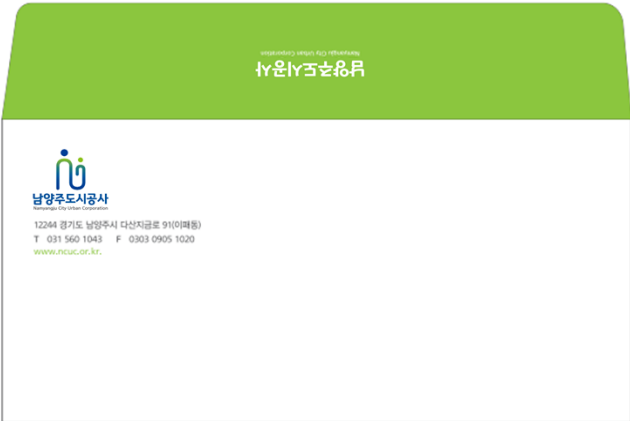 Namyangju City Urban Corporation
남양주도시공사
남양주도시공사
Namyangju City Urban Corporation
12244 경기도 남양주시 다산지금로 91(이패동)
T 031 560 1043 F 0303 0905 1020
www.ncuc.or.kr.